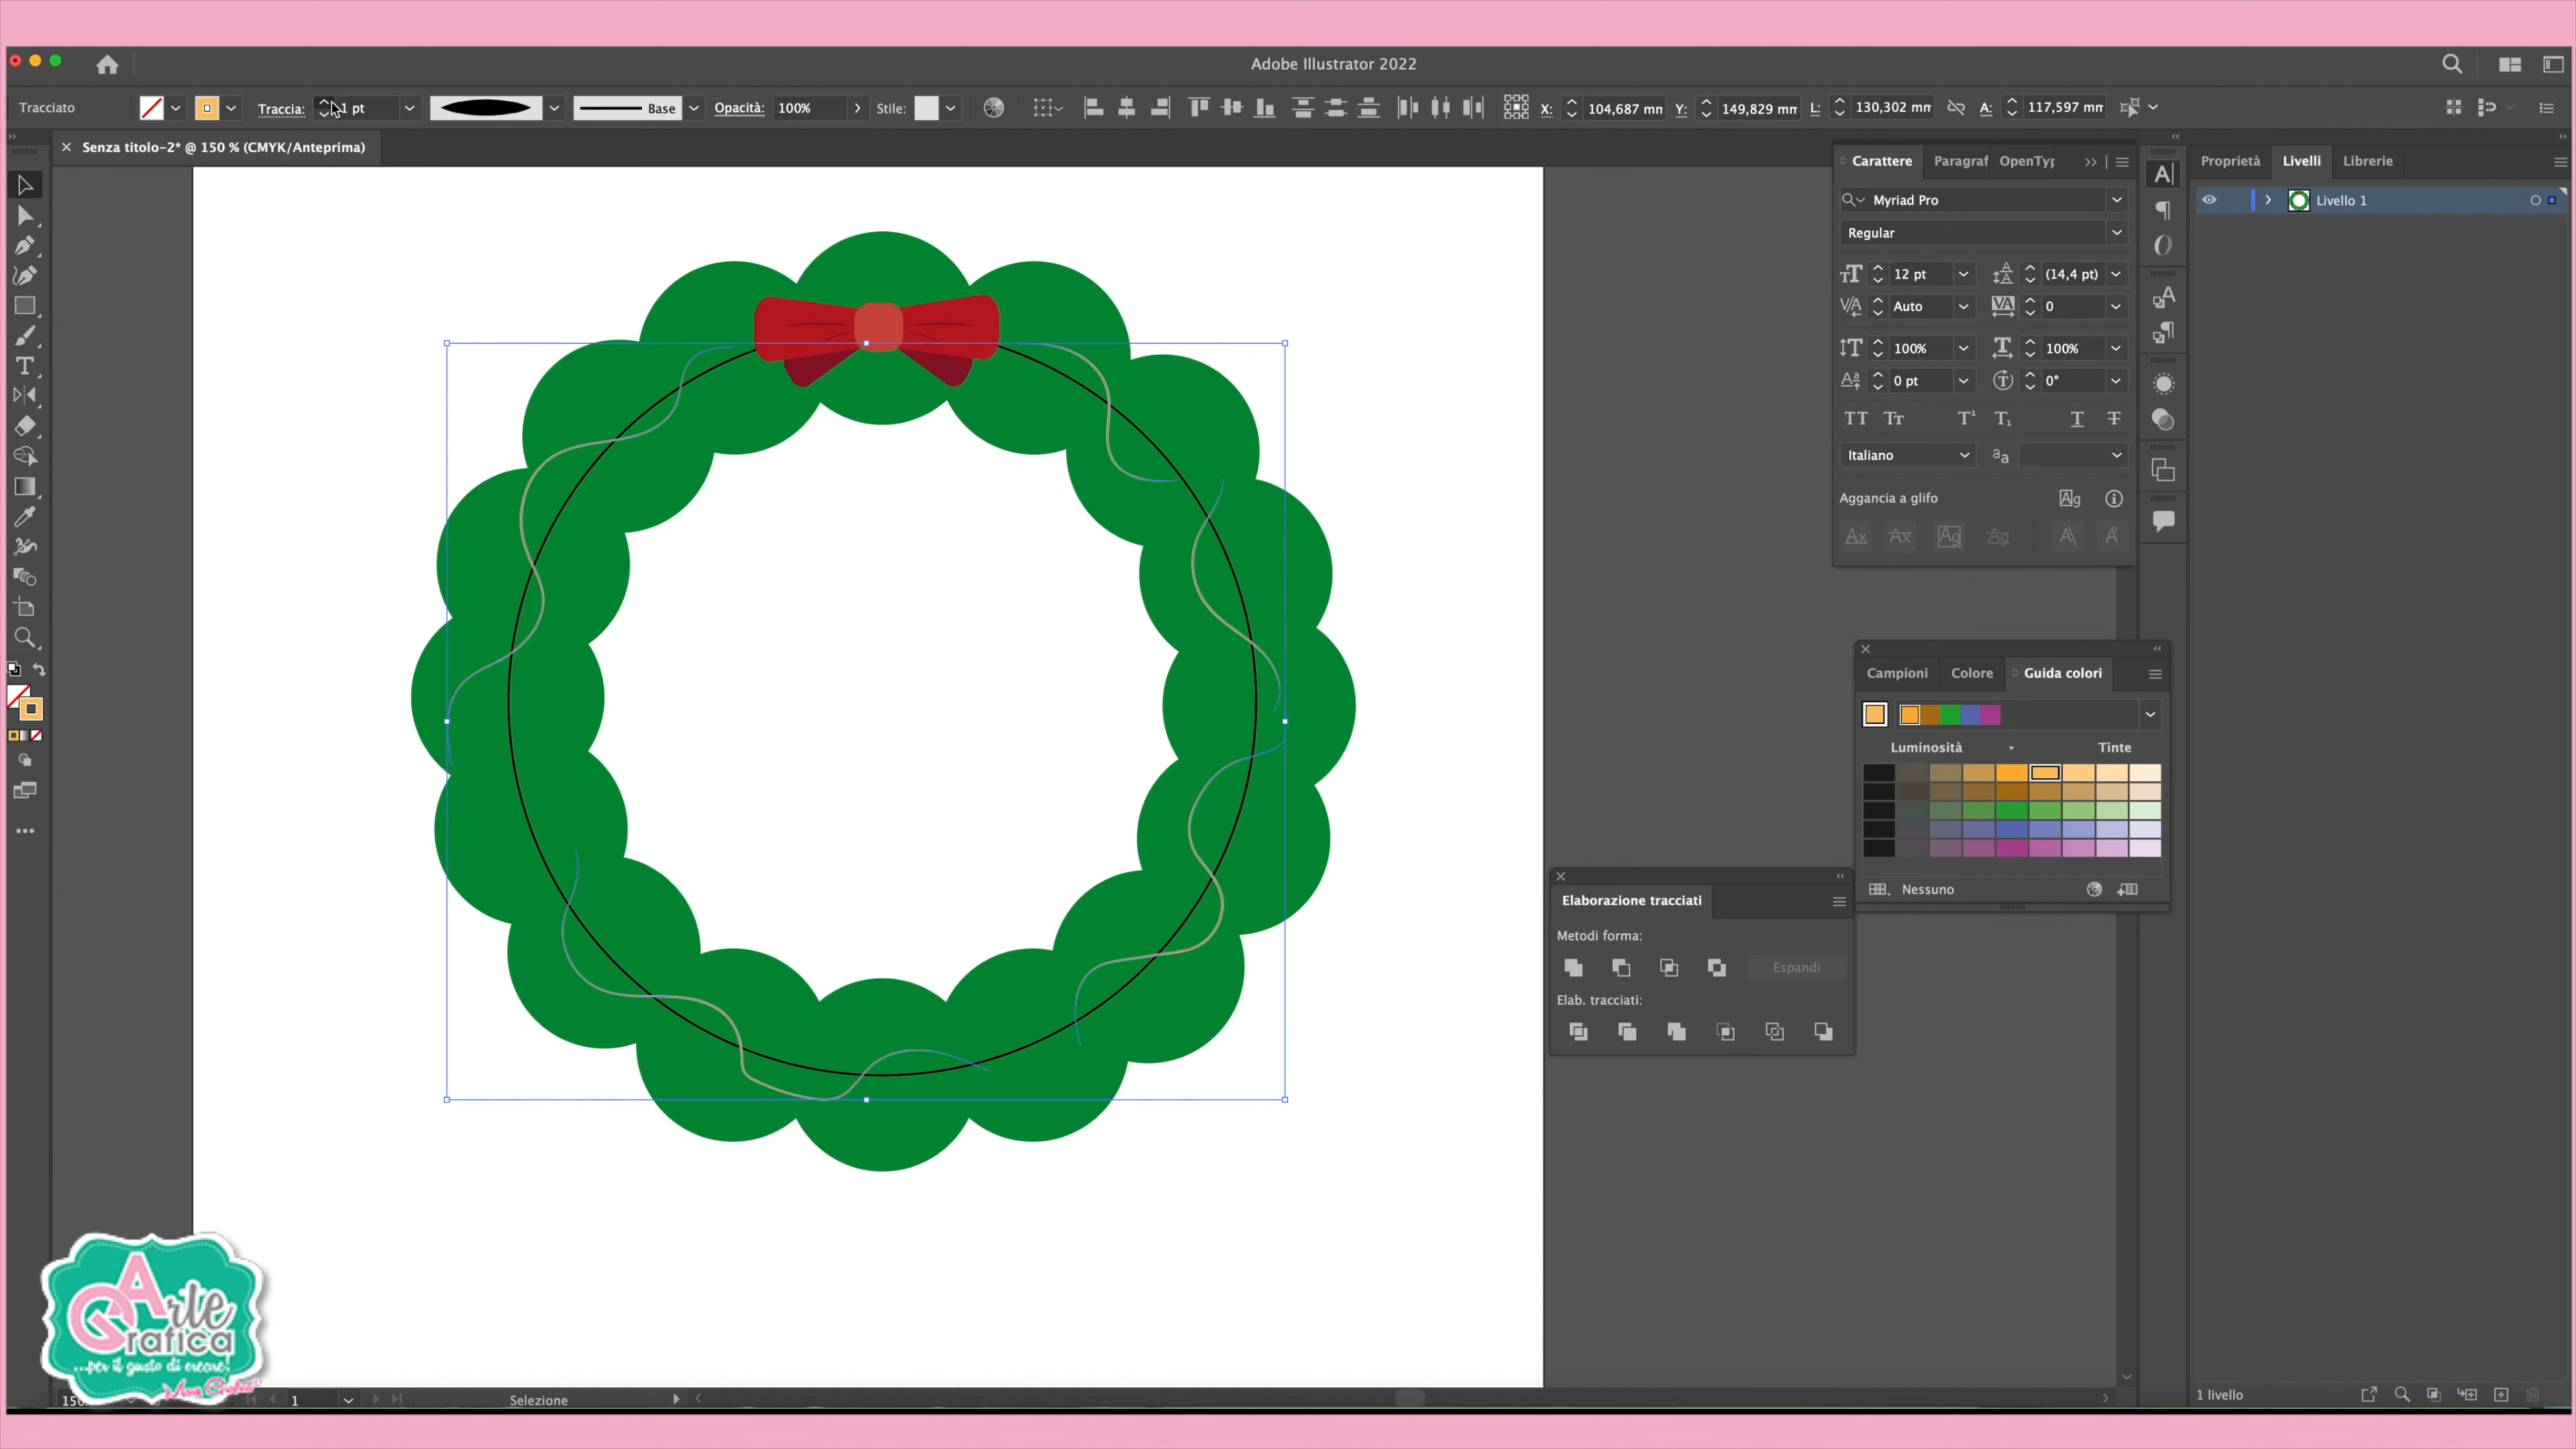 Adobe Illustrator 2022
Tracciato
Traccia:
1 pt
Base
Opacità:
100%
Stile:
X:
104,687 mm
Y:
149,829 mm
L:
130,302 mm
A:
117,597 mm
Senza titolo-2* @ 150 % (CMYK/Anteprima)
Carattere
Paragraf
OpenTyp
Proprietà
Livelli
Librerie
Myriad Pro
Livello 1
Regular
12 pt
(14,4 pt)
Auto
0
100%
100%
0 pt
0°
Italiano
Aggancia a glifo
Campioni
Colore
Guida colori
Luminosità
Tinte
Nessuno
Elaborazione tracciati
Metodi forma:
Espandi
Elab. tracciati:
Arte
Grafica
...per il gusto di creare!
1
Selezione
1 livello